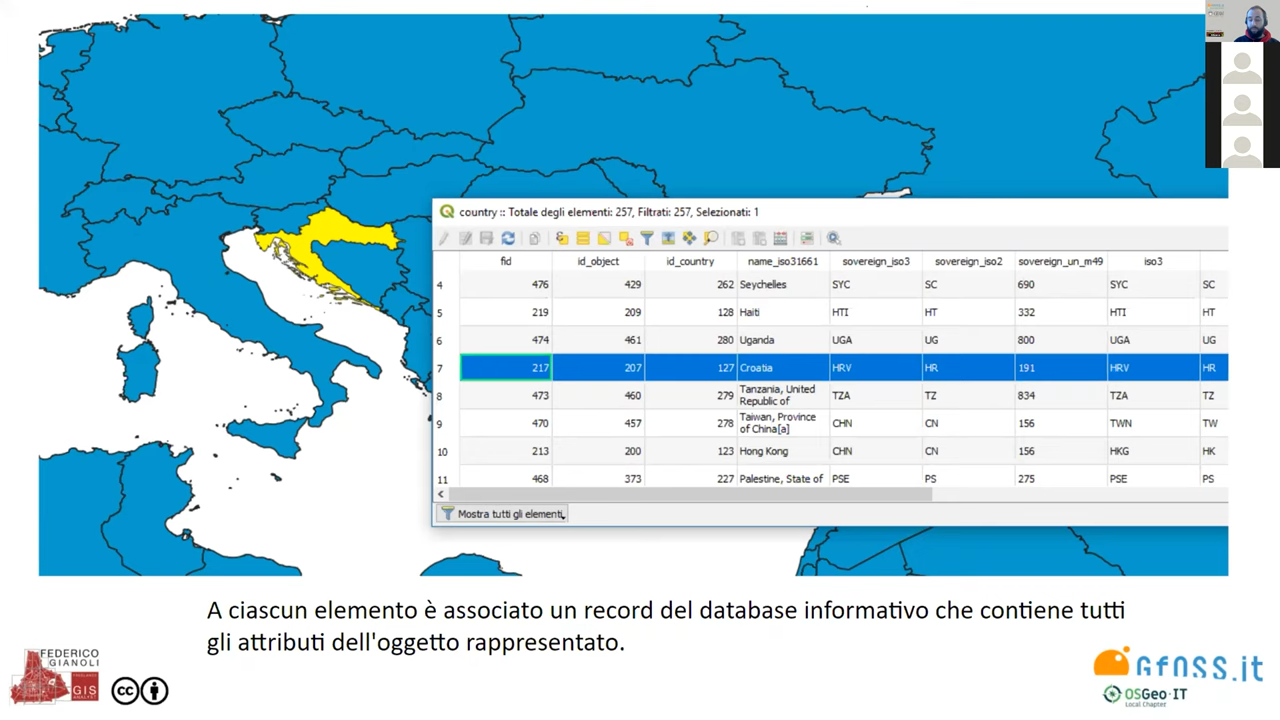 country :: Totale degli elementi: 257, Filtrati: 257, Selezionati: 1
fid id_object id_country name_iso31661 sovereign_iso3 sovereign_iso2 sovereign_un_m49 iso3
4 476 429 262 Seychelles SYC SC 690 SYC SC
5 219 209 128 Haiti HTI HT 332 HTI HT
6 474 461 280 Uganda UGA UG 800 UGA UG
7 217 207 127 Croatia HRV HR 191 HRV HR
8 473 460 279 Tanzania, United Republic of TZA TZ 834 TZA TZ
9 470 457 278 Taiwan, Province of China[a] CHN CN 156 TWN TW
10 213 200 123 Hong Kong CHN CN 156 HKG HK
11 468 373 227 Palestine, State of PSE PS 275 PSE PS
Mostra tutti gli elementi
A ciascun elemento è associato un record del database informativo che contiene tutti
gli attributi dell'oggetto rappresentato.
FEDERICO
GIANOLI
FREELANCE
GIS
ANALYST
cc
GFOSS.it
OSGeo-IT
Local Chapter